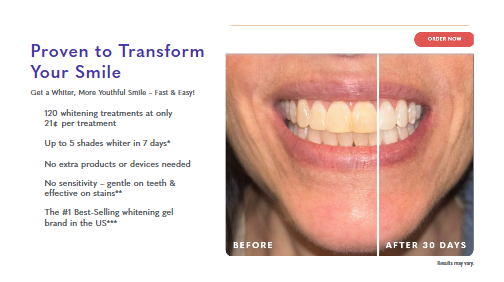 ORDER NOW
Proven to Transform
Your Smile
Get a Whiter, More Youthful Smile – Fast & Easy!
120 whitening treatments at only
21¢ per treatment
Up to 5 shades whiter in 7 days*
No extra products or devices needed
No sensitivity – gentle on teeth &
effective on stains**
The #1 Best-Selling whitening gel
brand in the US***
BEFORE
AFTER 30 DAYS
Results may vary.